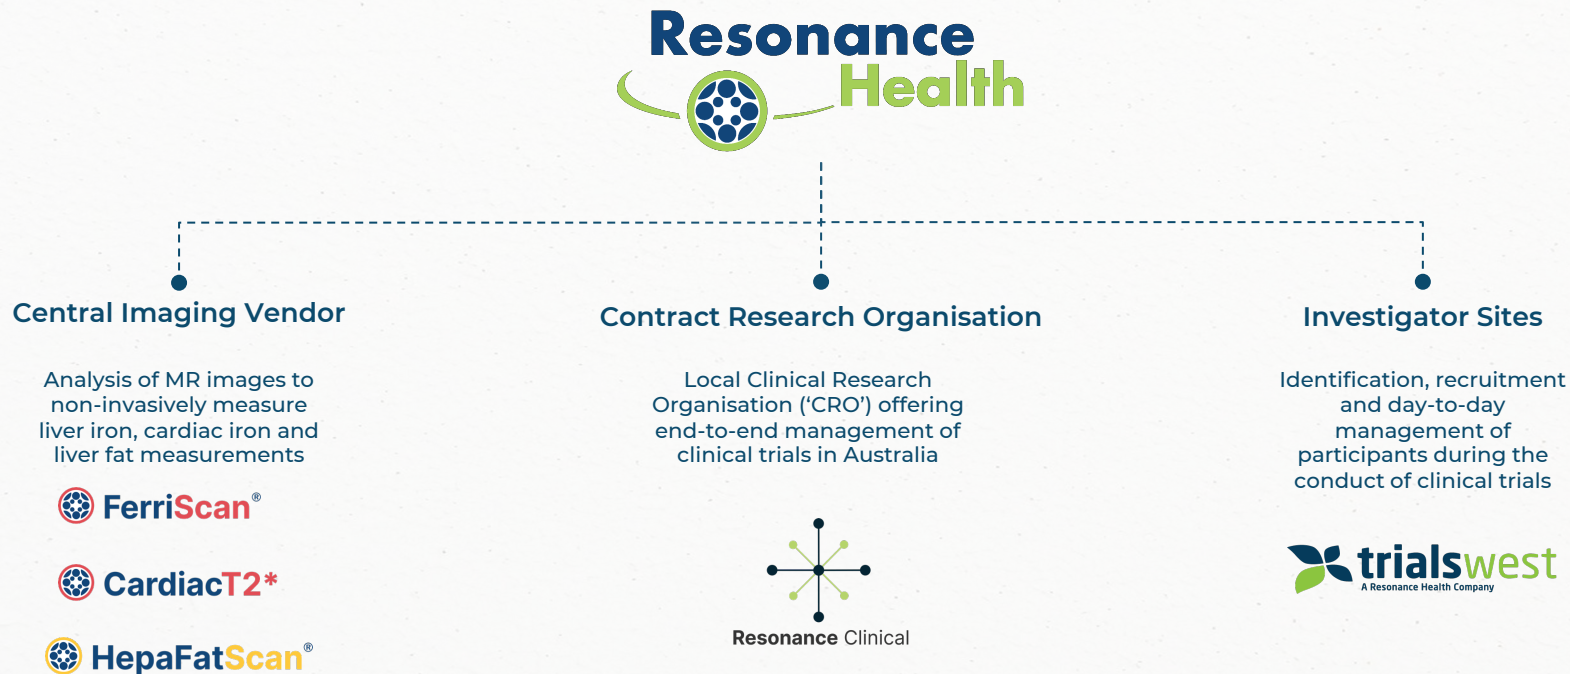 Resonance
Health
Central Imaging Vendor
Analysis of MR images to
non-invasively measure
liver iron, cardiac iron and
liver fat measurements
FerriScan®
CardiacT2*
HepaFatScan®
Contract Research Organisation
Local Clinical Research
Organisation (‘CRO’) offering
end-to-end management of
clinical trials in Australia
Resonance Clinical
Investigator Sites
Identification, recruitment
and day-to-day
management of
participants during the
conduct of clinical trials
trialswest
A Resonance Health Company